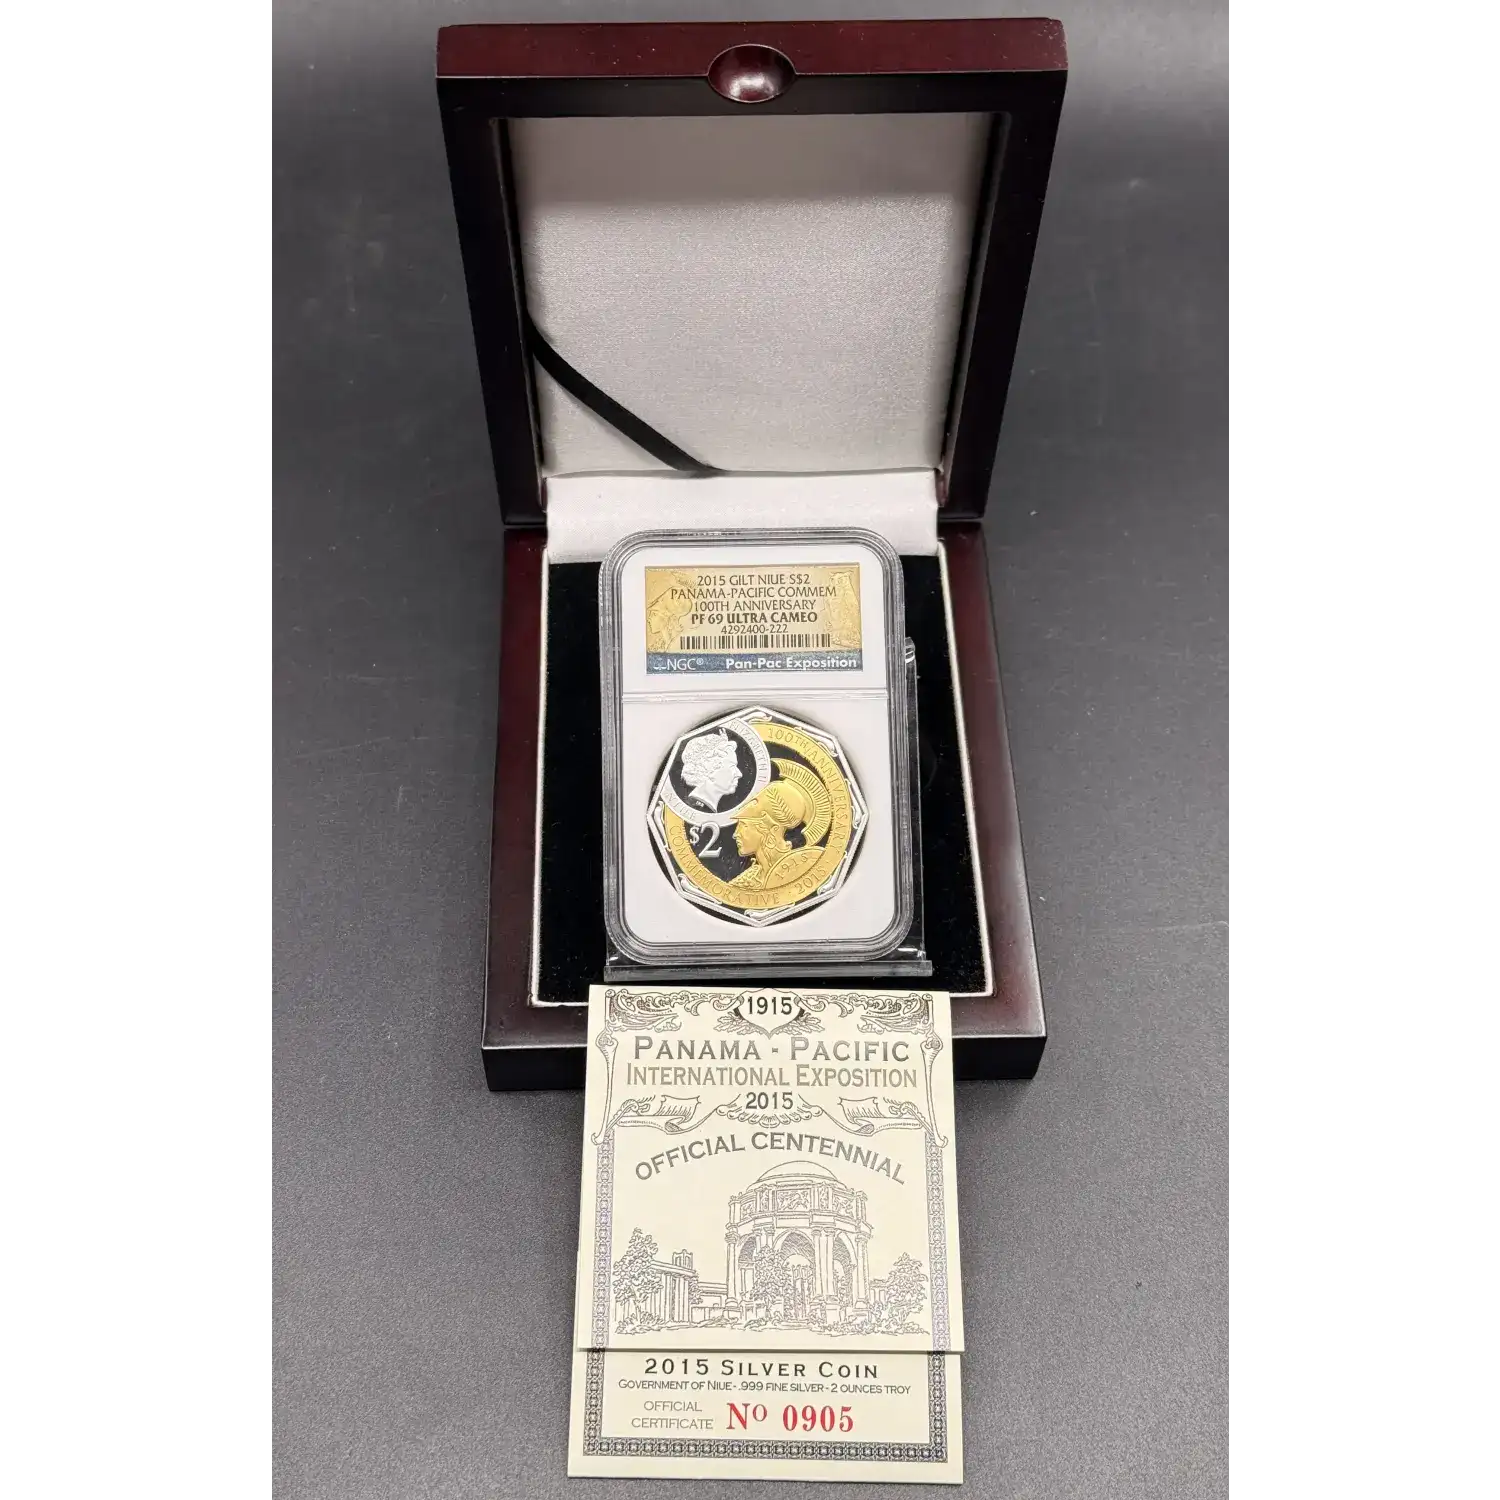 2015 GILT NIUE S$2
PANAMA-PACIFIC COMMEM
100TH ANNIVERSARY
PF 69 ULTRA CAMEO
4292400-222
NGC® Pan-Pac Exposition
ELIZABETH II
NIUE
$2
100TH ANNIVERSARY
1915
COMMEMORATIVE 2015
1915
PANAMA - PACIFIC
INTERNATIONAL EXPOSITION
2015
OFFICIAL CENTENNIAL
2015 SILVER COIN
GOVERNMENT OF NIUE - .999 FINE SILVER - 2 OUNCES TROY
OFFICIAL
CERTIFICATE No 0905